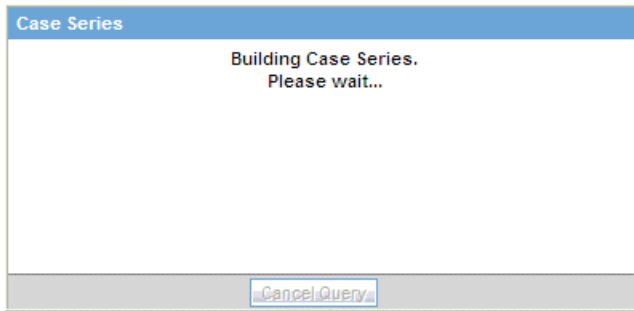 Case Series
Building Case Series.
Please wait...
Cancel Query